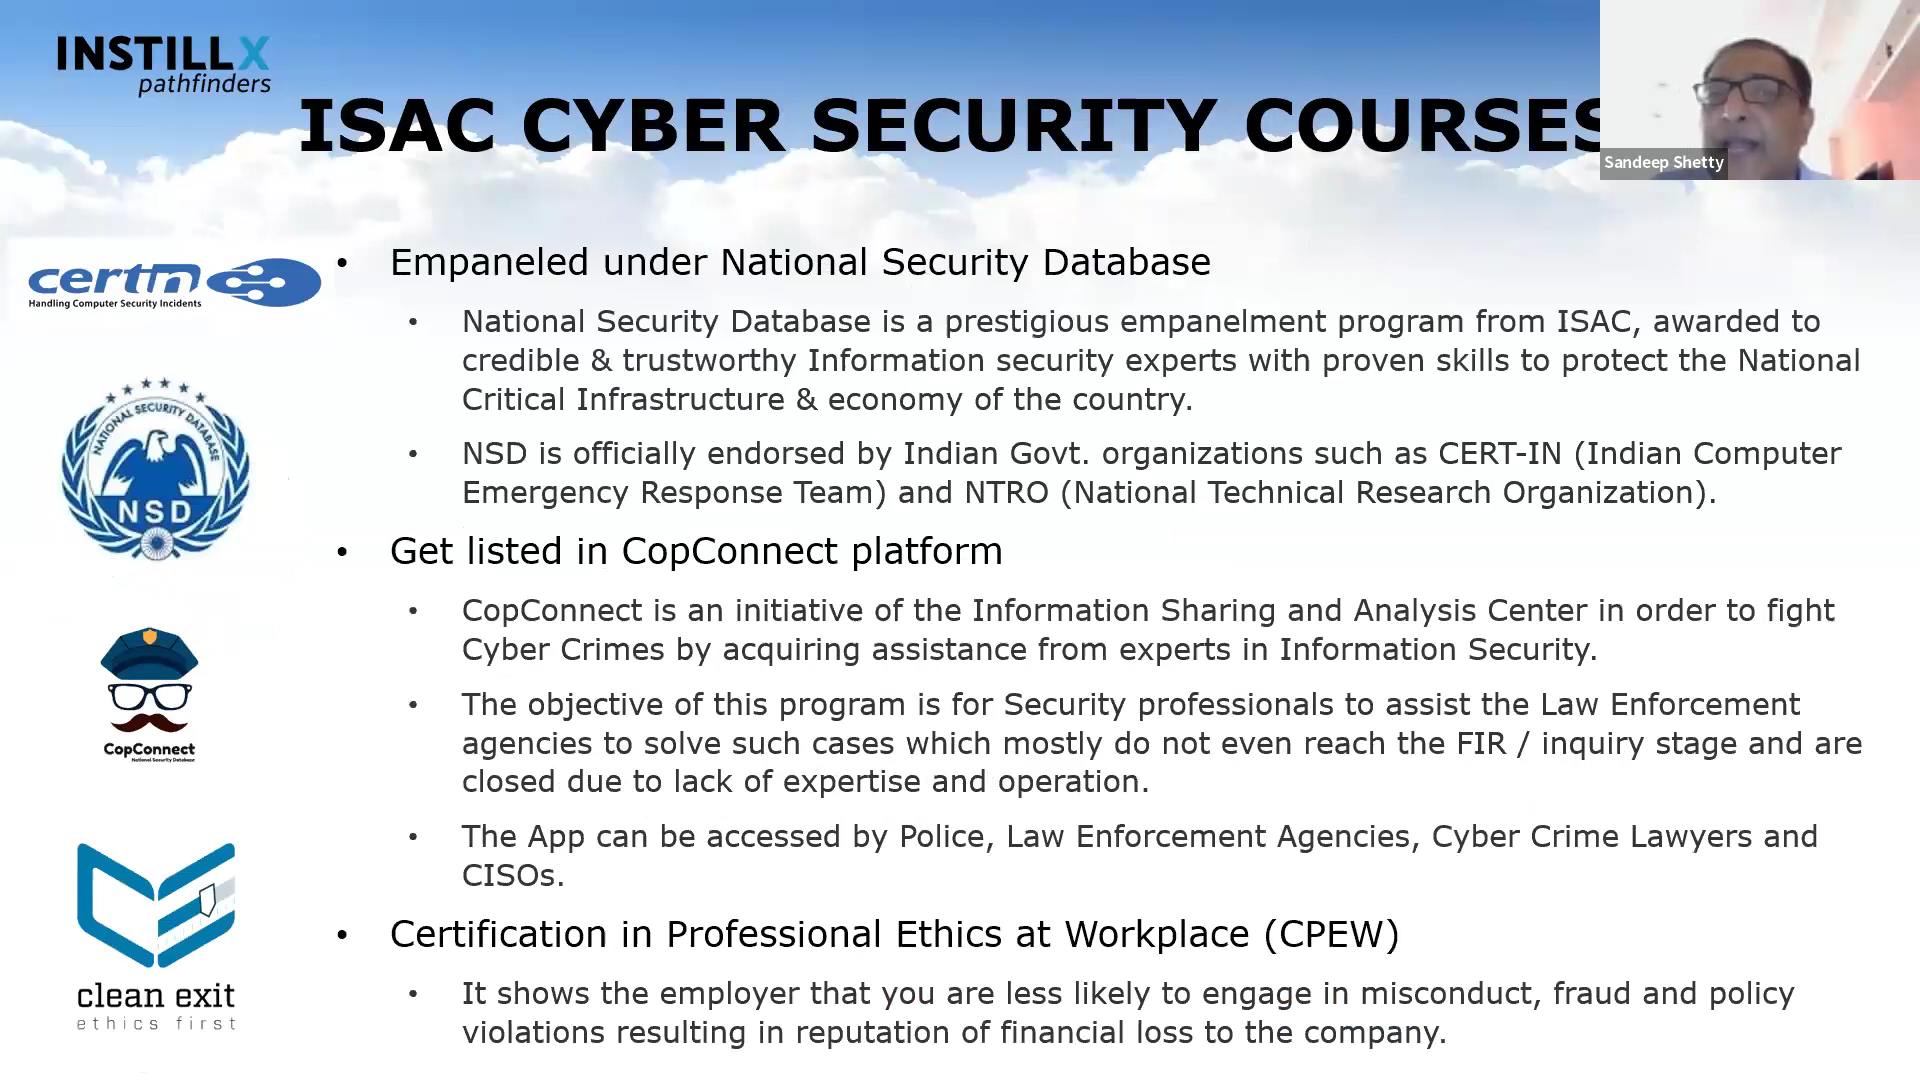 INSTILLX
pathfinders
ISAC CYBER SECURITY COURSES
Sandeep Shetty
certin
Handling Computer Security Incidents
NATIONAL SECURITY DATABASE
NSD
CopConnect
National Security Database
clean exit
ethics first
• Empaneled under National Security Database
• National Security Database is a prestigious empanelment program from ISAC, awarded to
credible & trustworthy Information security experts with proven skills to protect the National
Critical Infrastructure & economy of the country.
• NSD is officially endorsed by Indian Govt. organizations such as CERT-IN (Indian Computer
Emergency Response Team) and NTRO (National Technical Research Organization).
• Get listed in CopConnect platform
• CopConnect is an initiative of the Information Sharing and Analysis Center in order to fight
Cyber Crimes by acquiring assistance from experts in Information Security.
• The objective of this program is for Security professionals to assist the Law Enforcement
agencies to solve such cases which mostly do not even reach the FIR / inquiry stage and are
closed due to lack of expertise and operation.
• The App can be accessed by Police, Law Enforcement Agencies, Cyber Crime Lawyers and
CISOs.
• Certification in Professional Ethics at Workplace (CPEW)
• It shows the employer that you are less likely to engage in misconduct, fraud and policy
violations resulting in reputation of financial loss to the company.